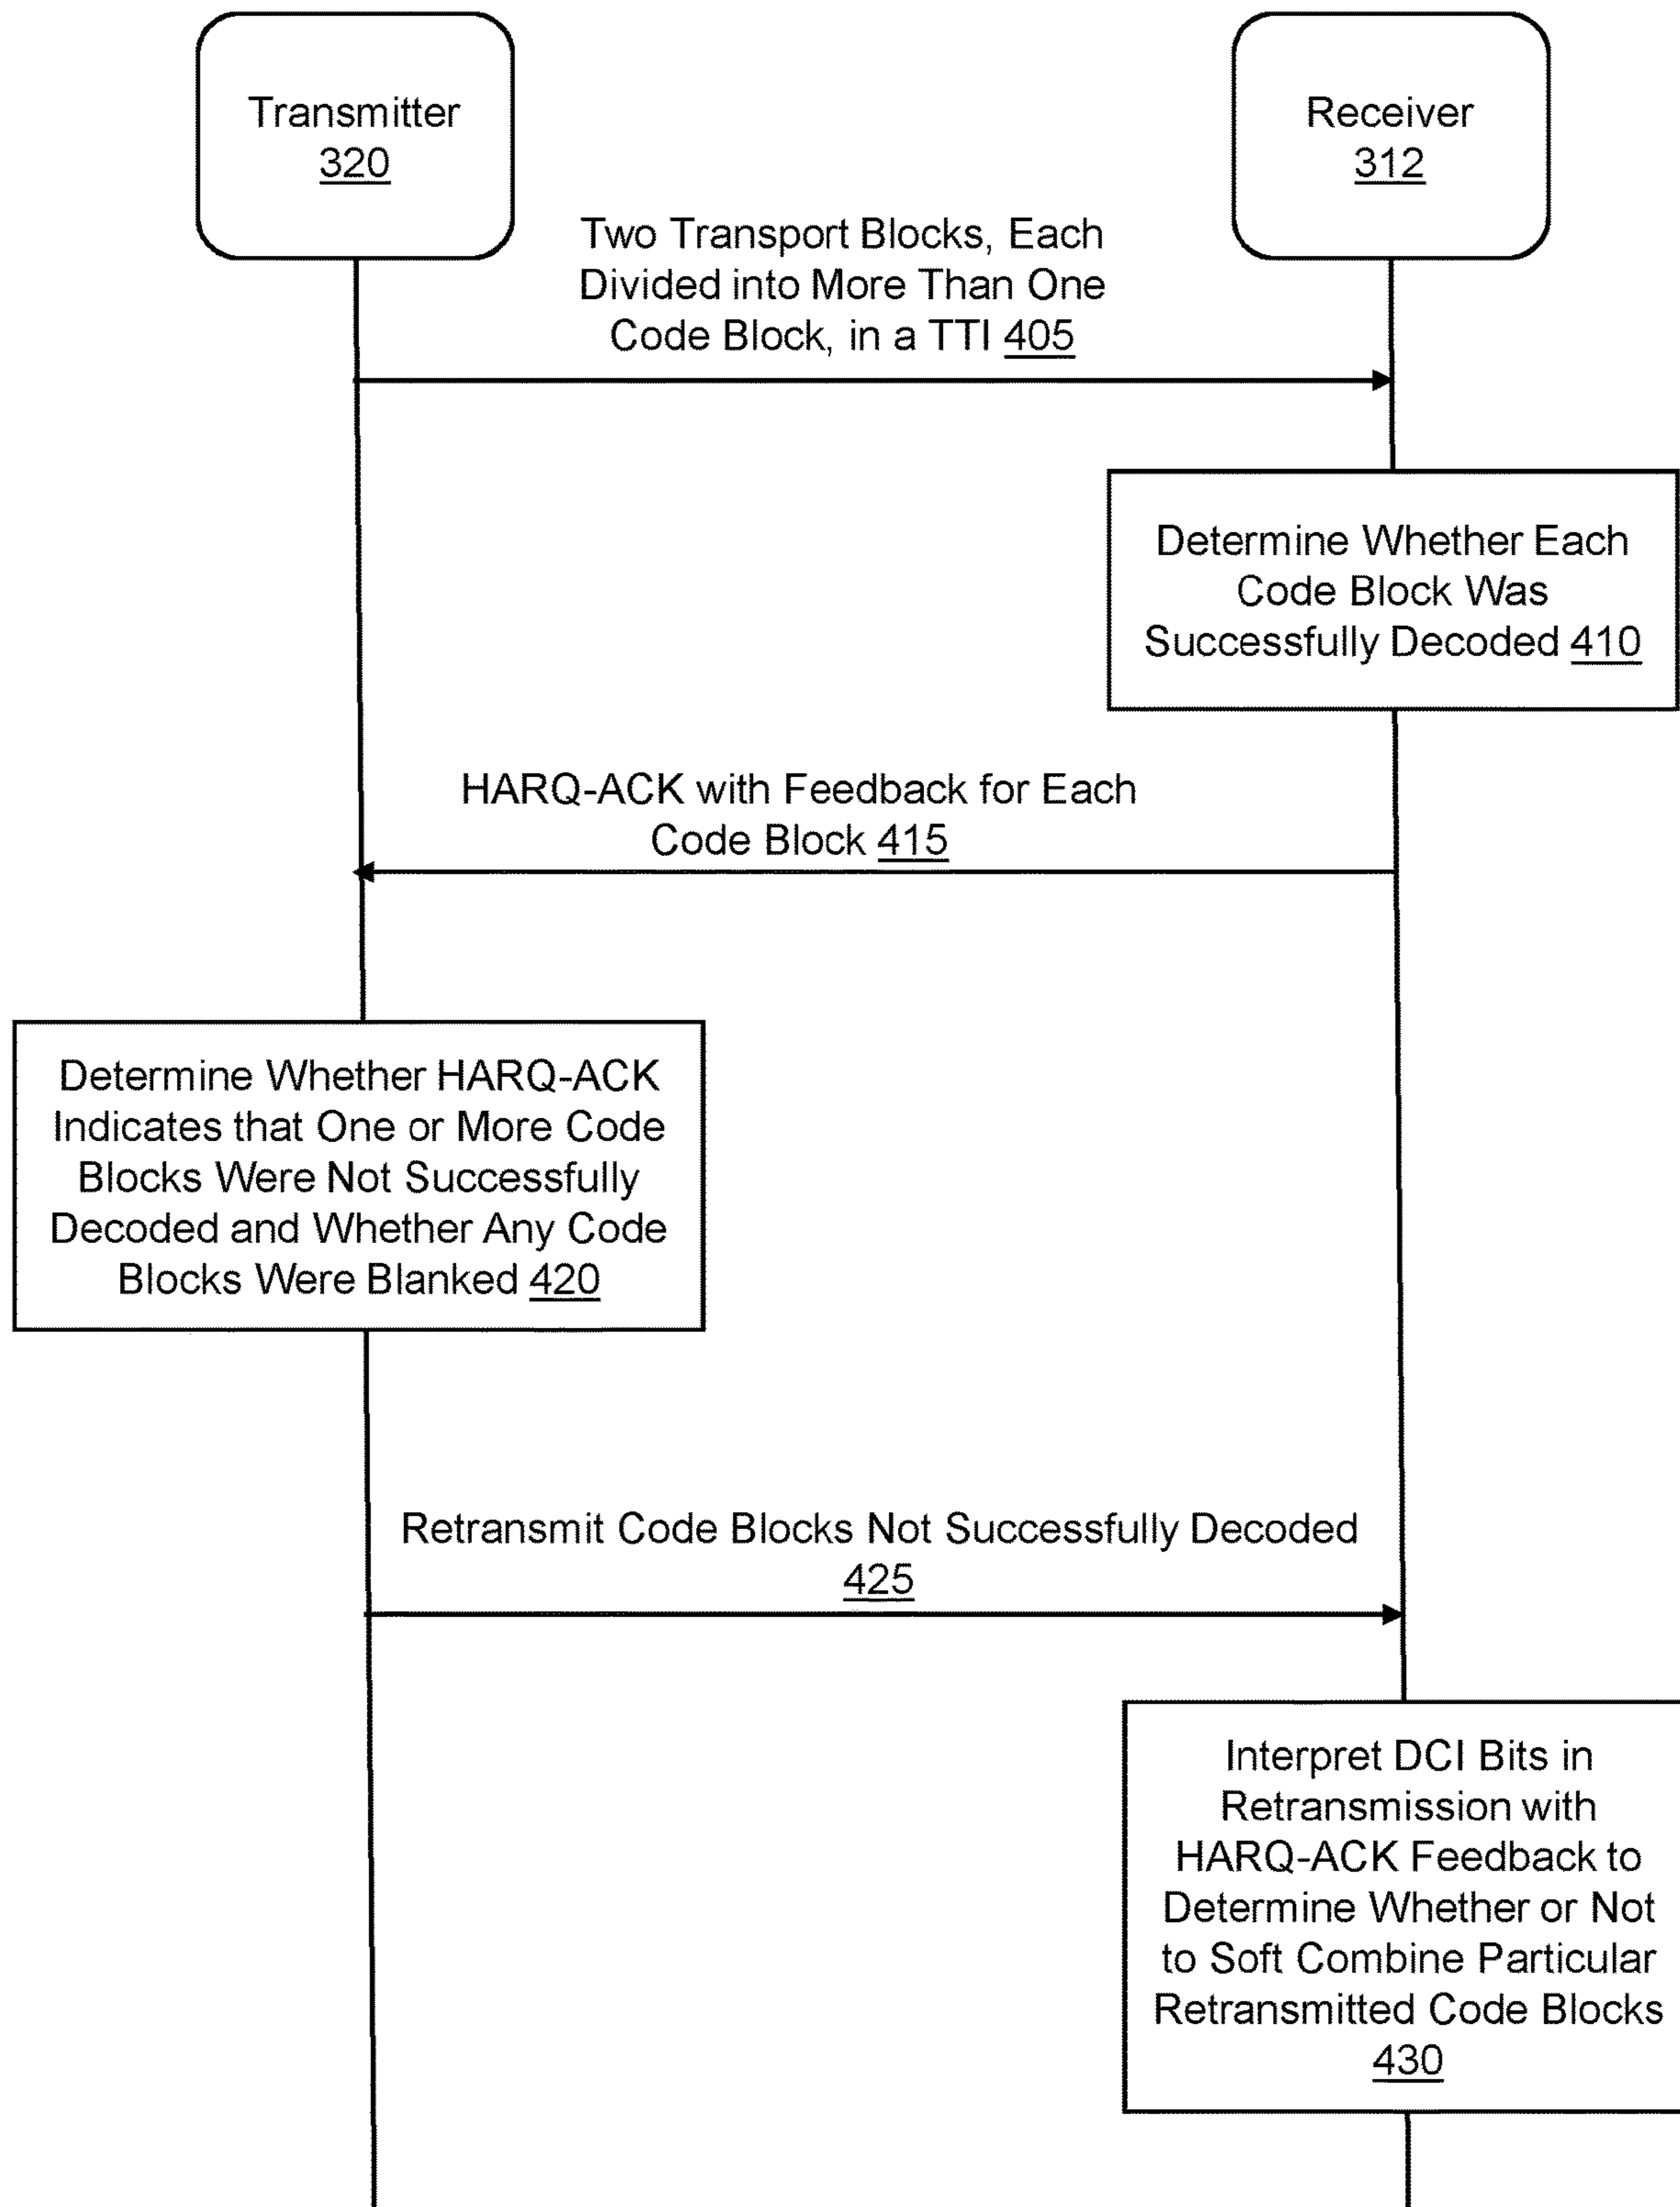 Transmitter
320
Receiver
312
Two Transport Blocks, Each
Divided into More Than One
Code Block, in a TTI 405
Determine Whether Each
Code Block Was
Successfully Decoded 410
HARQ-ACK with Feedback for Each
Code Block 415
Determine Whether HARQ-ACK
Indicates that One or More Code
Blocks Were Not Successfully
Decoded and Whether Any Code
Blocks Were Blanked 420
Retransmit Code Blocks Not Successfully Decoded
425
Interpret DCI Bits in
Retransmission with
HARQ-ACK Feedback to
Determine Whether or Not
to Soft Combine Particular
Retransmitted Code Blocks
430